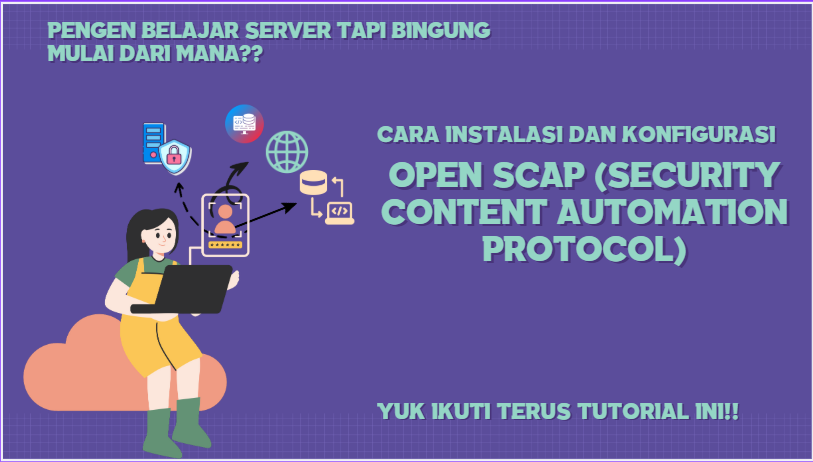 PENGEN BELAJAR SERVER TAPI BINGUNG
MULAI DARI MANA??
CARA INSTALASI DAN KONFIGURASI
OPEN SCAP (SECURITY
CONTENT AUTOMATION
PROTOCOL)
YUK IKUTI TERUS TUTORIAL INI!!